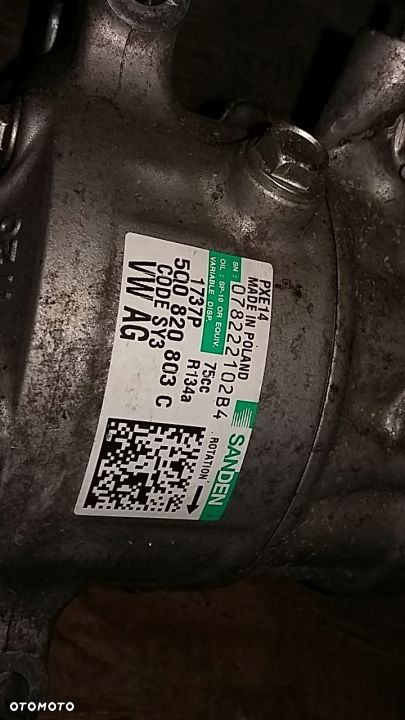 PXE14
MADE IN POLAND
SN: 578222102B4
OIL : SP-10 OR EQUIV.
VARIABLE DISP.
1737P 75cc
5Q0 820 803 C R134a
CODE SY3
VW AG
SANDEN
ROTATION
OTOMOTO